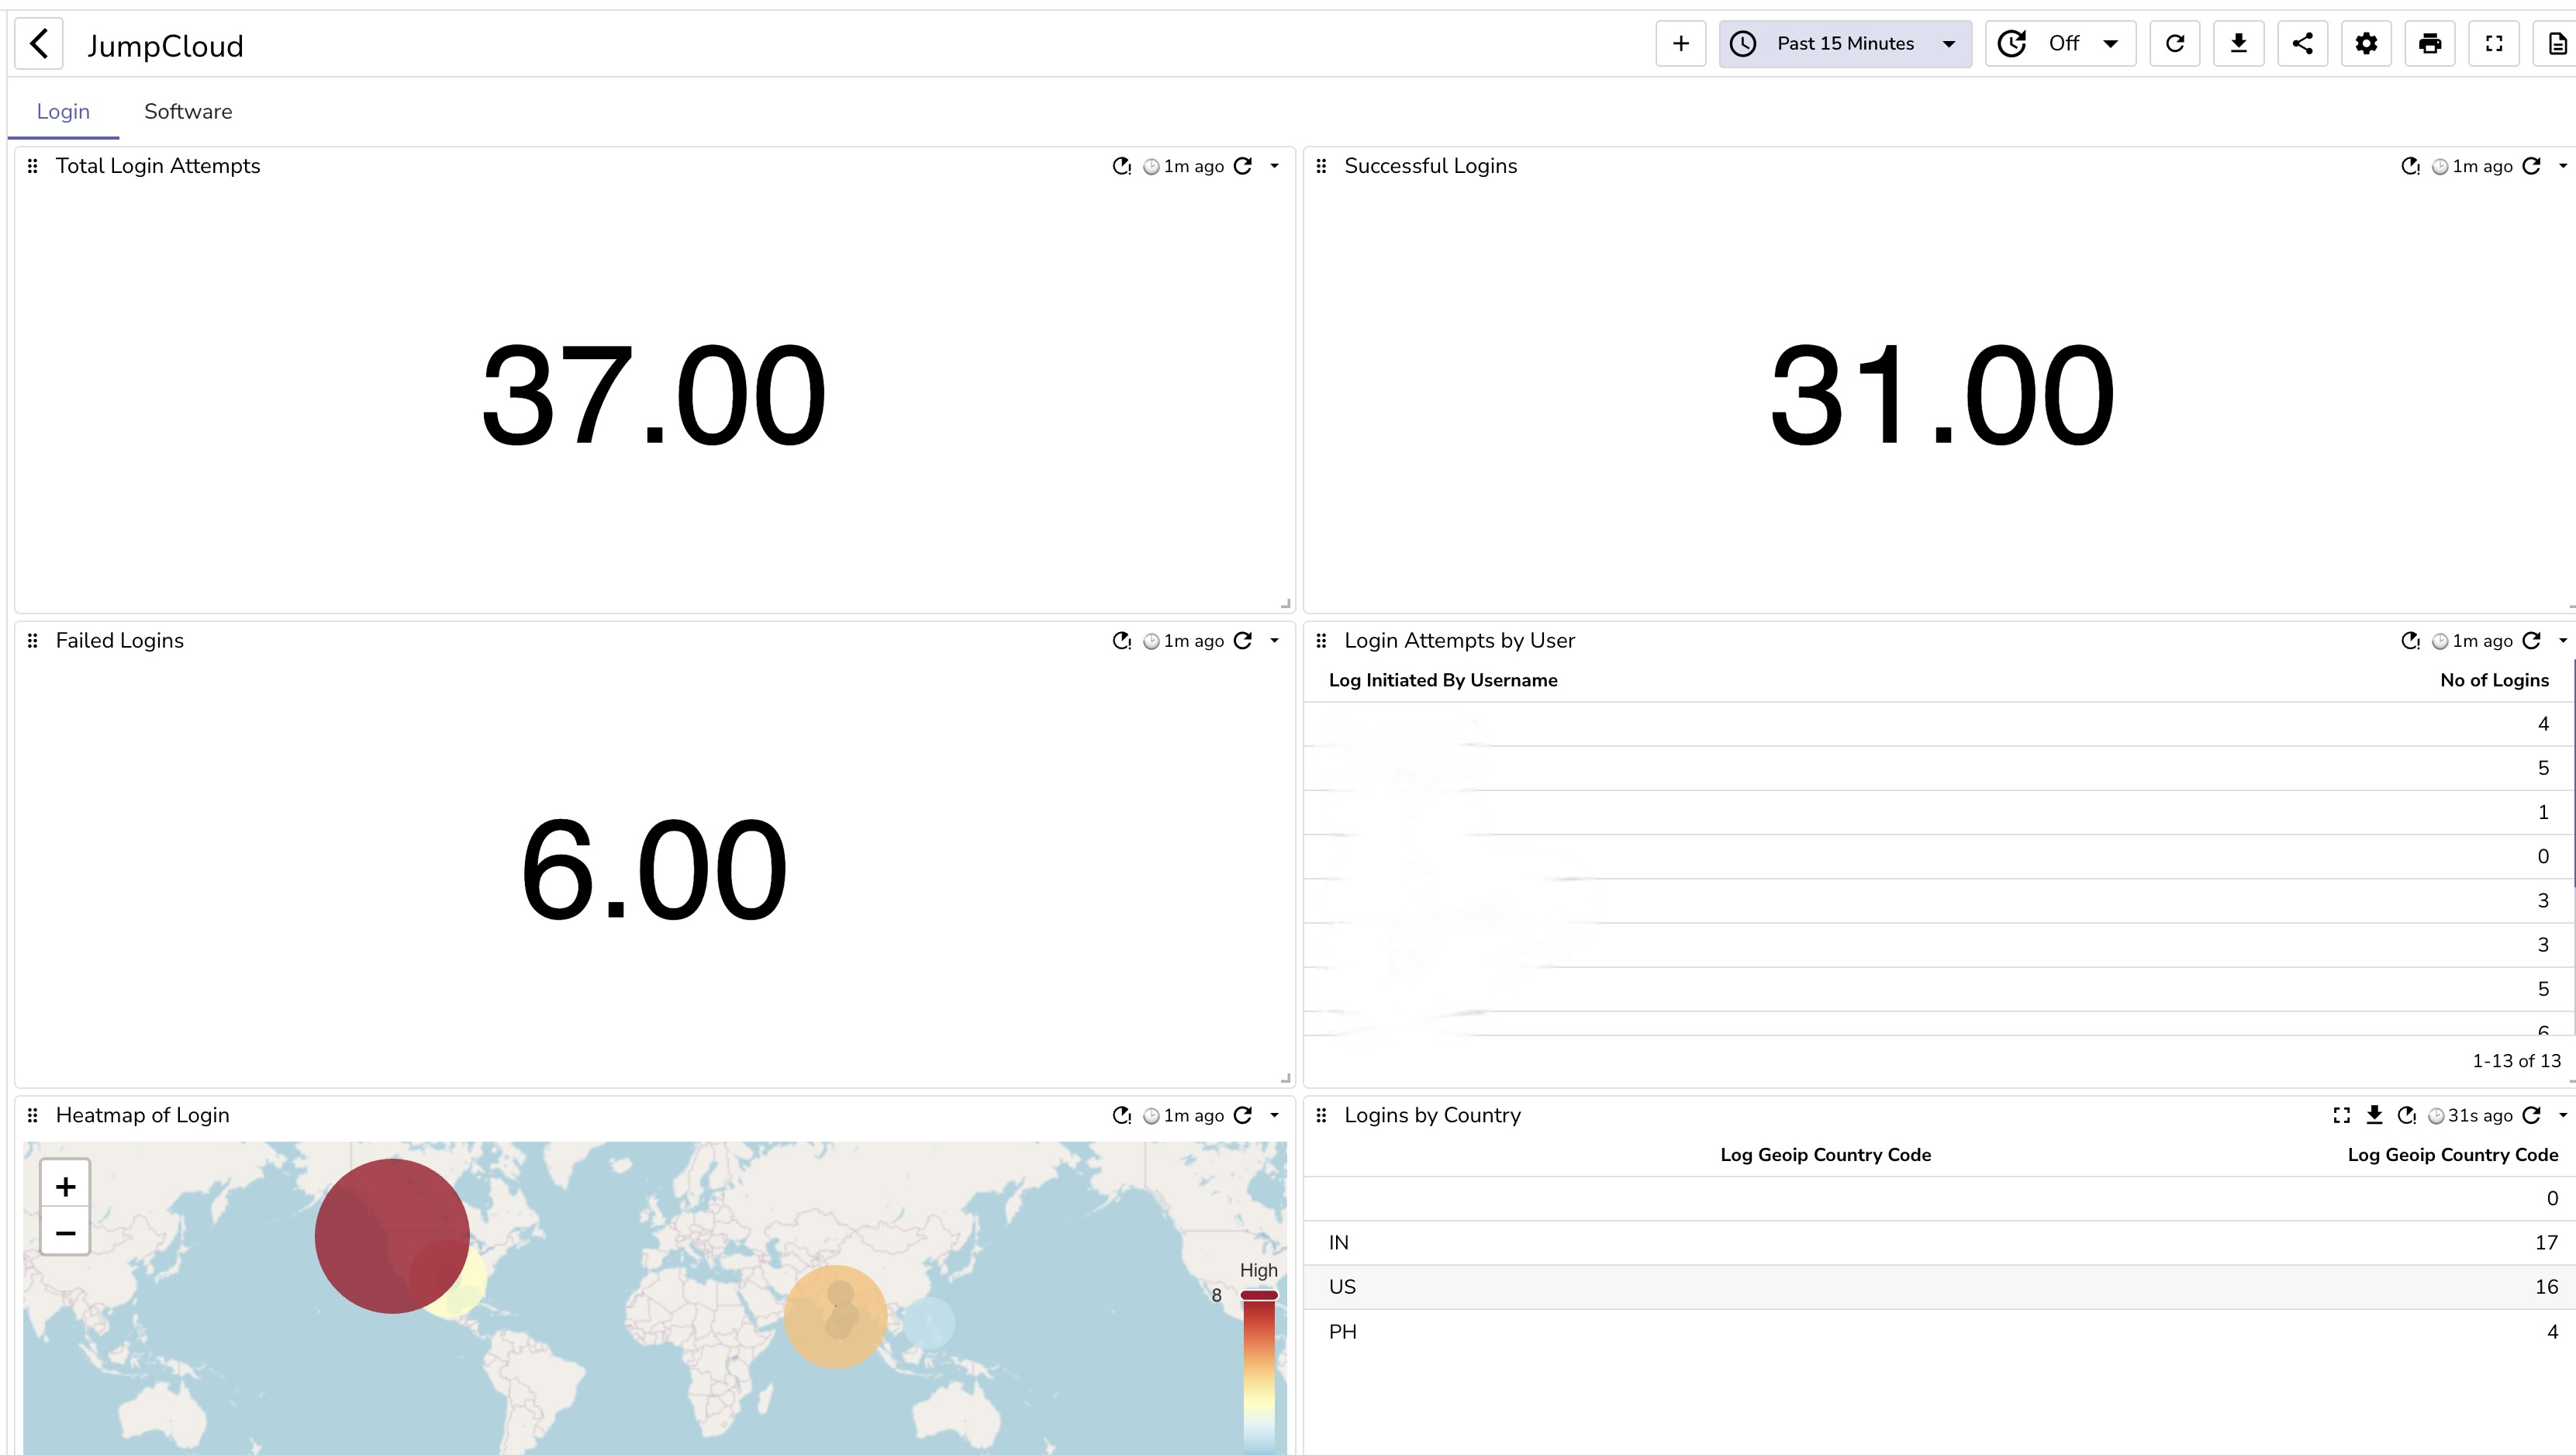 JumpCloud
Past 15 Minutes
Off
Login
Software
Total Login Attempts
1m ago
37.00
Successful Logins
1m ago
31.00
Failed Logins
1m ago
6.00
Login Attempts by User
1m ago
Log Initiated By Username No of Logins
4
5
1
0
3
3
5
6
1-13 of 13
Heatmap of Login
1m ago
+
−
High
8
Logins by Country
31s ago
Log Geoip Country Code Log Geoip Country Code
0
IN 17
US 16
PH 4